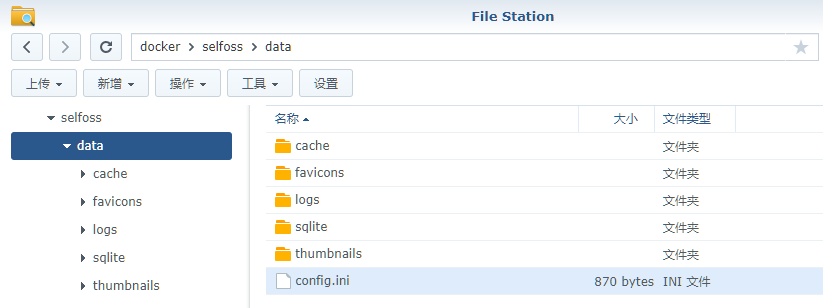 File Station
docker > selfoss > data
上传 新增 操作 工具 设置
selfoss
data
cache
favicons
logs
sqlite
thumbnails
名称 大小 文件类型
cache 文件夹
favicons 文件夹
logs 文件夹
sqlite 文件夹
thumbnails 文件夹
config.ini 870 bytes INI 文件